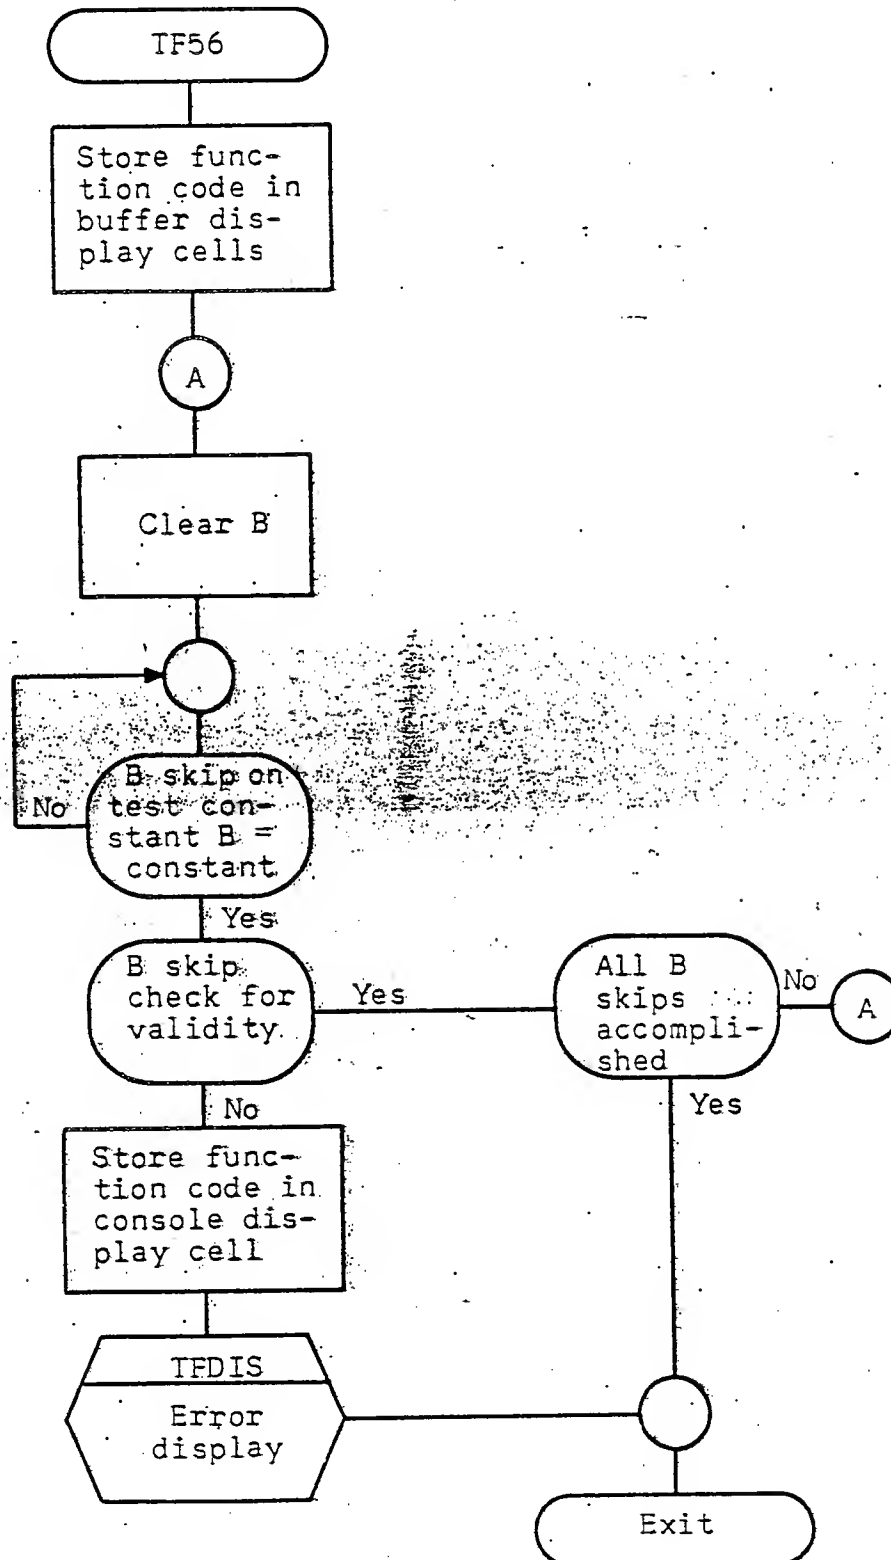 TF56
Store func-
tion code in
buffer dis-
play cells
A
Clear B
B skip on
test con-
stant B =
constant
No
Yes
B skip
check for
validity.
Yes
All B
skips
accompli-
shed
No
A
No
Yes
Store func-
tion code in
console dis-
play cell
TFDIS
Error
display
Exit